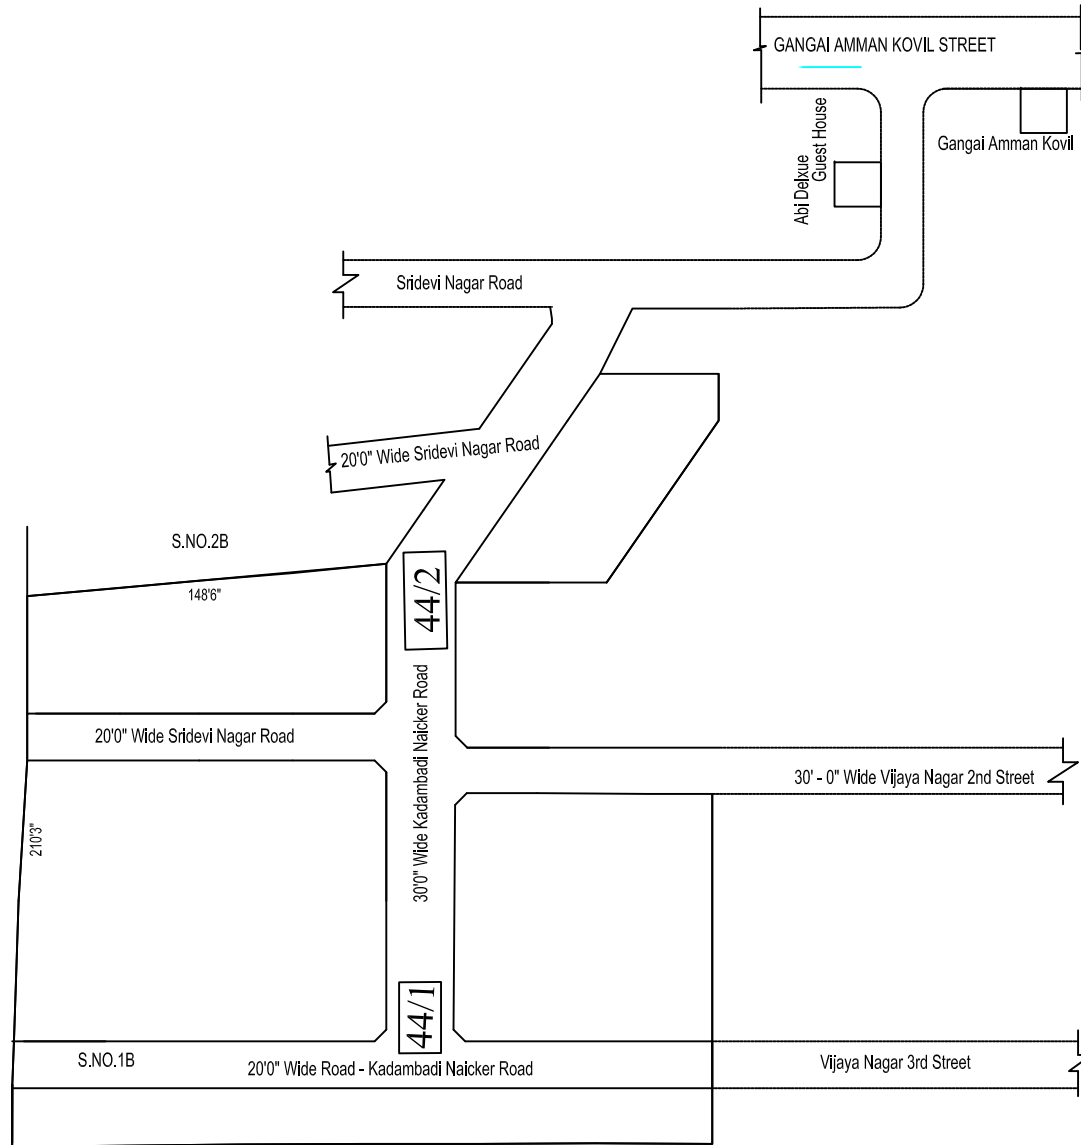 GANGAI AMMAN KOVIL STREET
Abi Delxue
Guest House
Gangai Amman Kovil
Sridevi Nagar Road
20'0" Wide Sridevi Nagar Road
S.NO.2B
148'6"
44/2
30'0" Wide Kadambadi Naicker Road
20'0" Wide Sridevi Nagar Road
30' - 0" Wide Vijaya Nagar 2nd Street
210'3"
44/1
S.NO.1B
20'0" Wide Road - Kadambadi Naicker Road
Vijaya Nagar 3rd Street